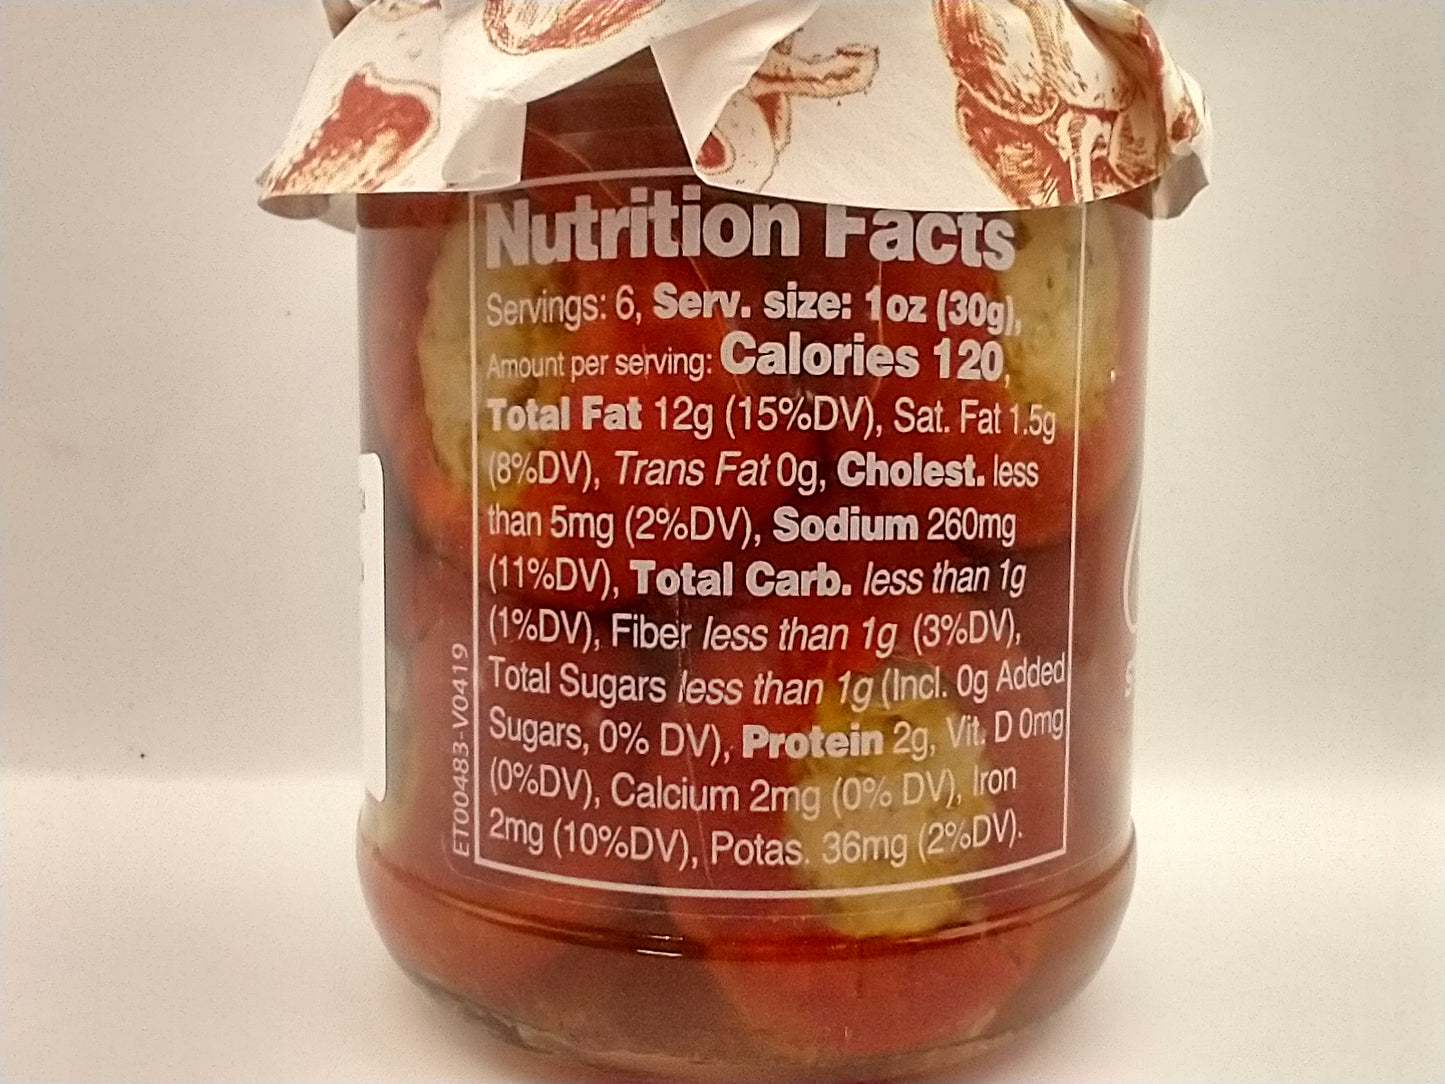 Nutrition Facts
Servings: 6, Serv. size: 1oz (30g),
Amount per serving: Calories 120,
Total Fat 12g (15%DV), Sat. Fat 1.5g
(8%DV), Trans Fat 0g, Cholest. less
than 5mg (2%DV), Sodium 260mg
(11%DV), Total Carb. less than 1g
(1%DV), Fiber less than 1g (3%DV),
Total Sugars less than 1g (Incl. 0g Added
Sugars, 0% DV), Protein 2g, Vit. D 0mg
(0%DV), Calcium 2mg (0% DV), Iron
2mg (10%DV), Potas. 36mg (2%DV).
ET00483-V0419